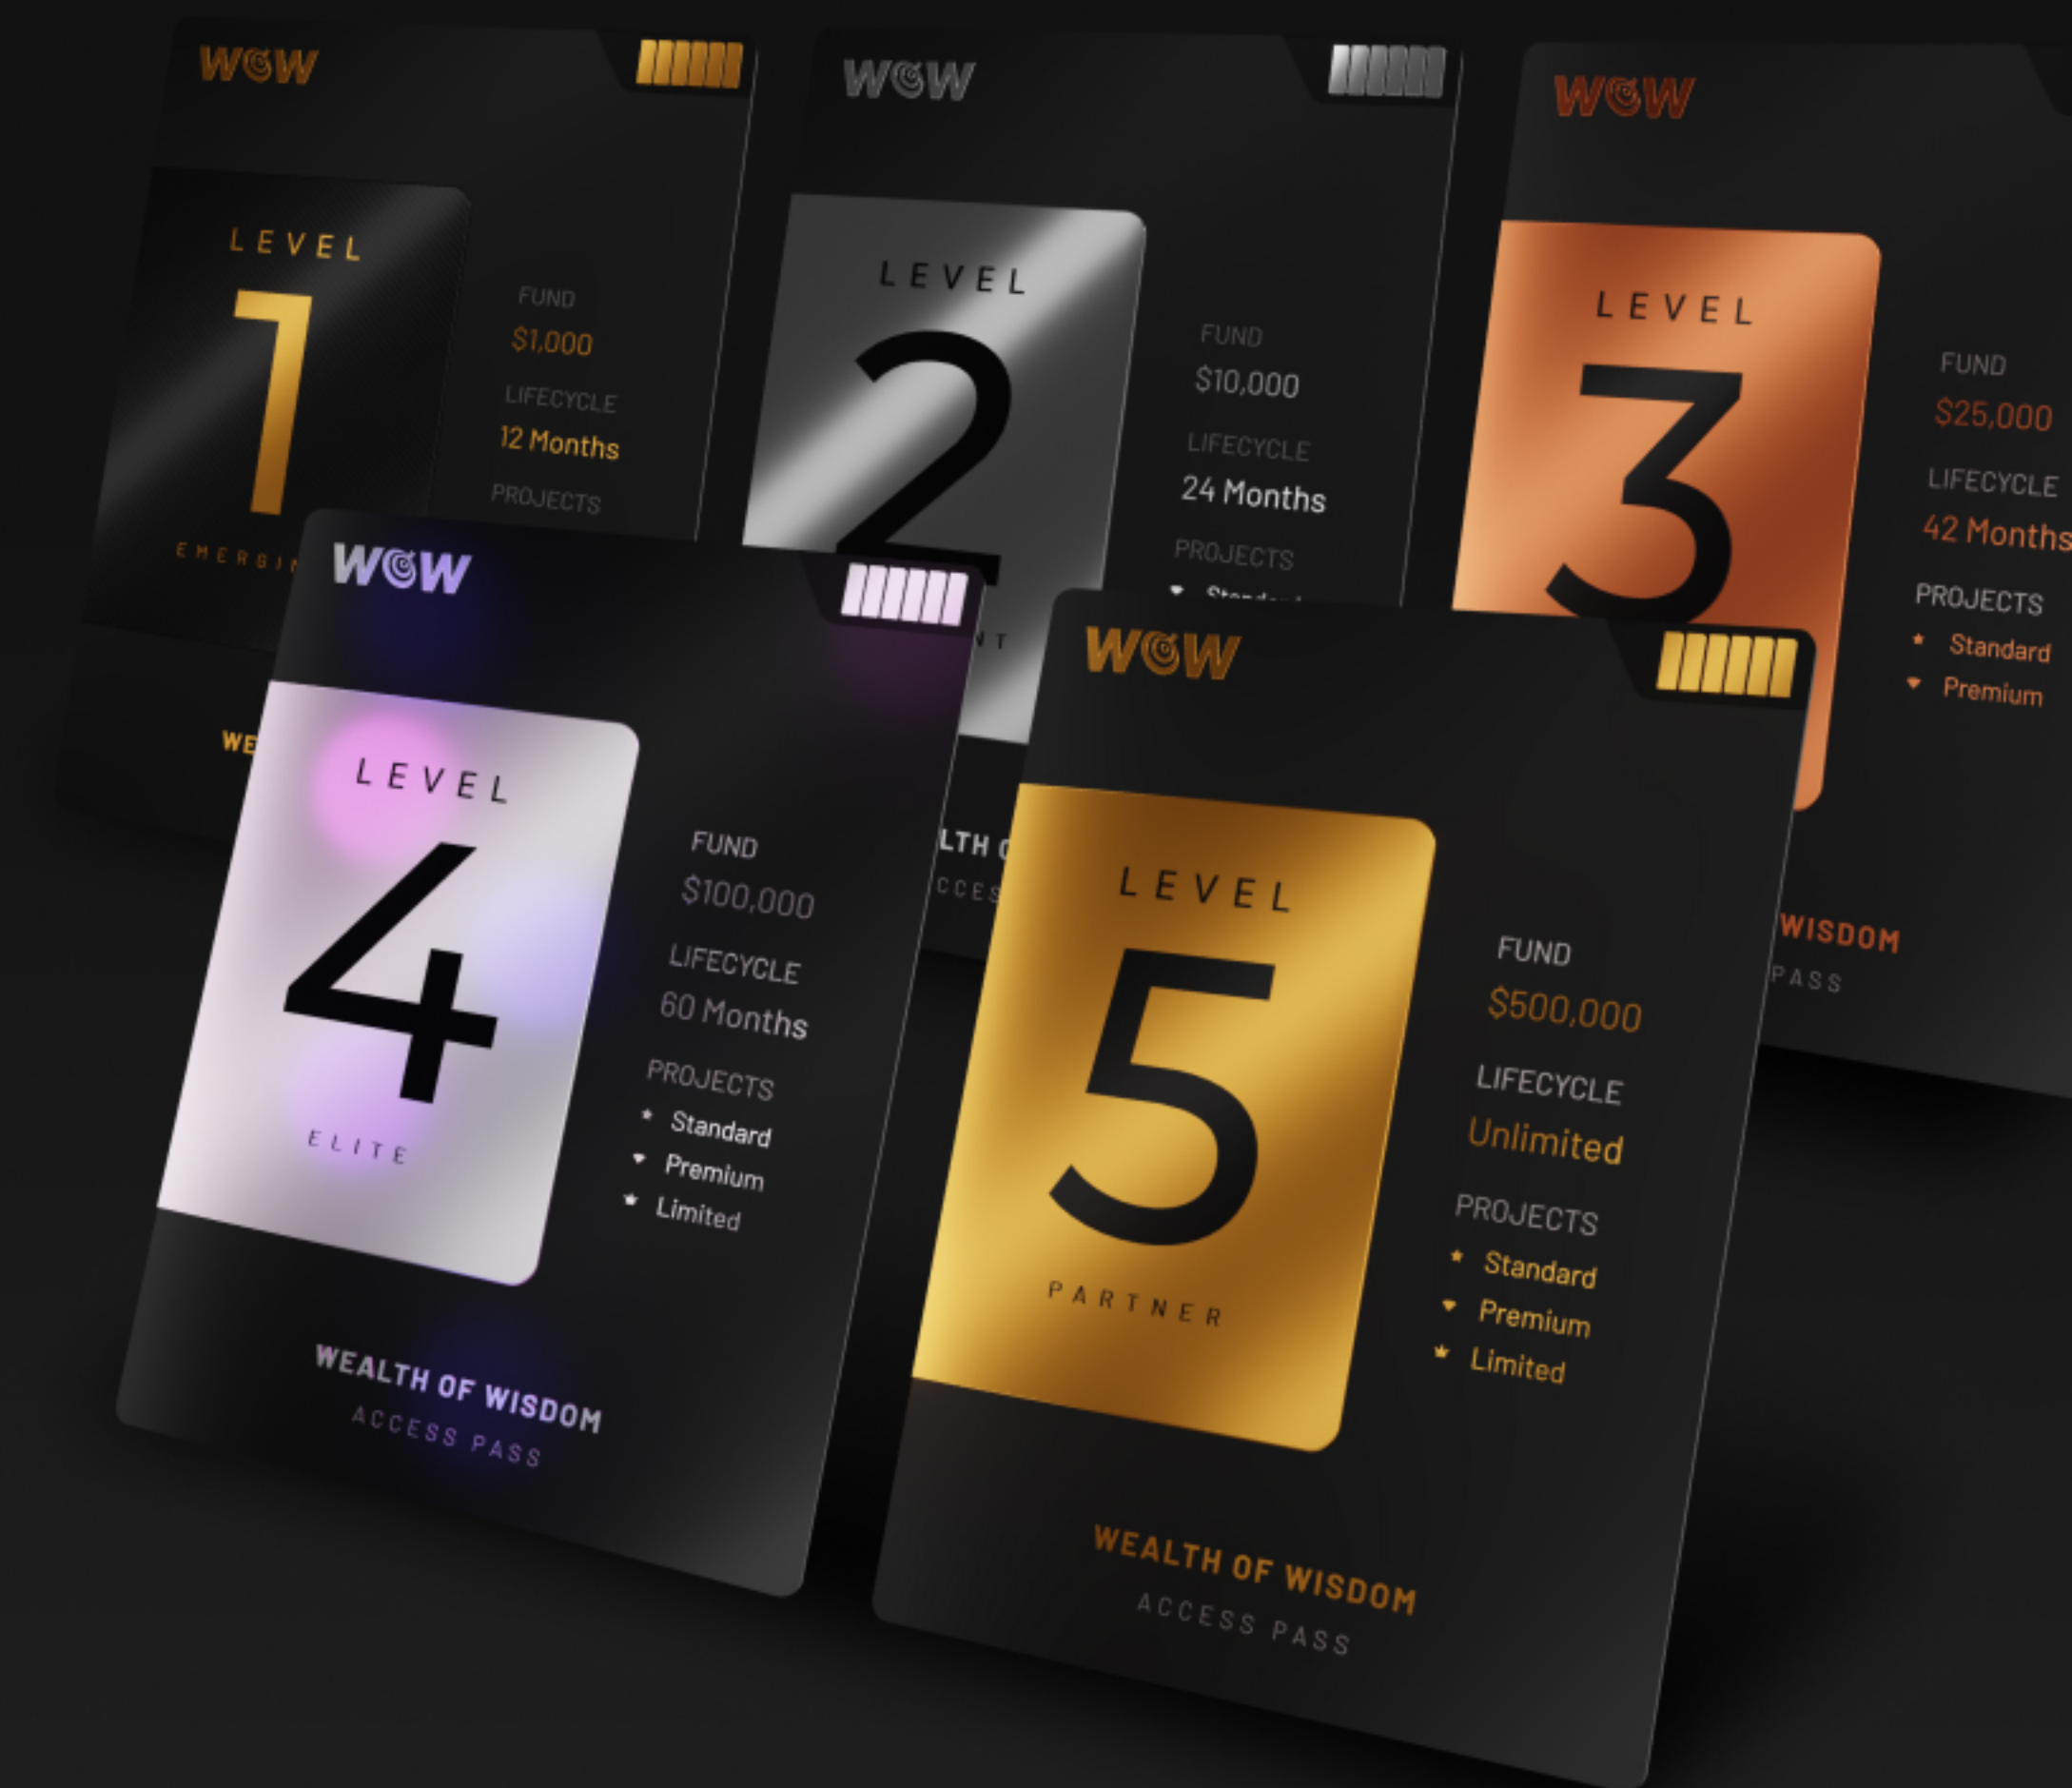 WOW
LEVEL
1
FUND
$1,000
LIFECYCLE
12 Months
PROJECTS
WOW
LEVEL
2
FUND
$10,000
LIFECYCLE
24 Months
PROJECTS
Standard
WOW
LEVEL
3
FUND
$25,000
LIFECYCLE
42 Months
PROJECTS
Standard
Premium
WISDOM
PASS
WOW
LEVEL
4
ELITE
FUND
$100,000
LIFECYCLE
60 Months
PROJECTS
Standard
Premium
Limited
WEALTH OF WISDOM
ACCESS PASS
WOW
LEVEL
5
PARTNER
FUND
$500,000
LIFECYCLE
Unlimited
PROJECTS
Standard
Premium
Limited
WEALTH OF WISDOM
ACCESS PASS